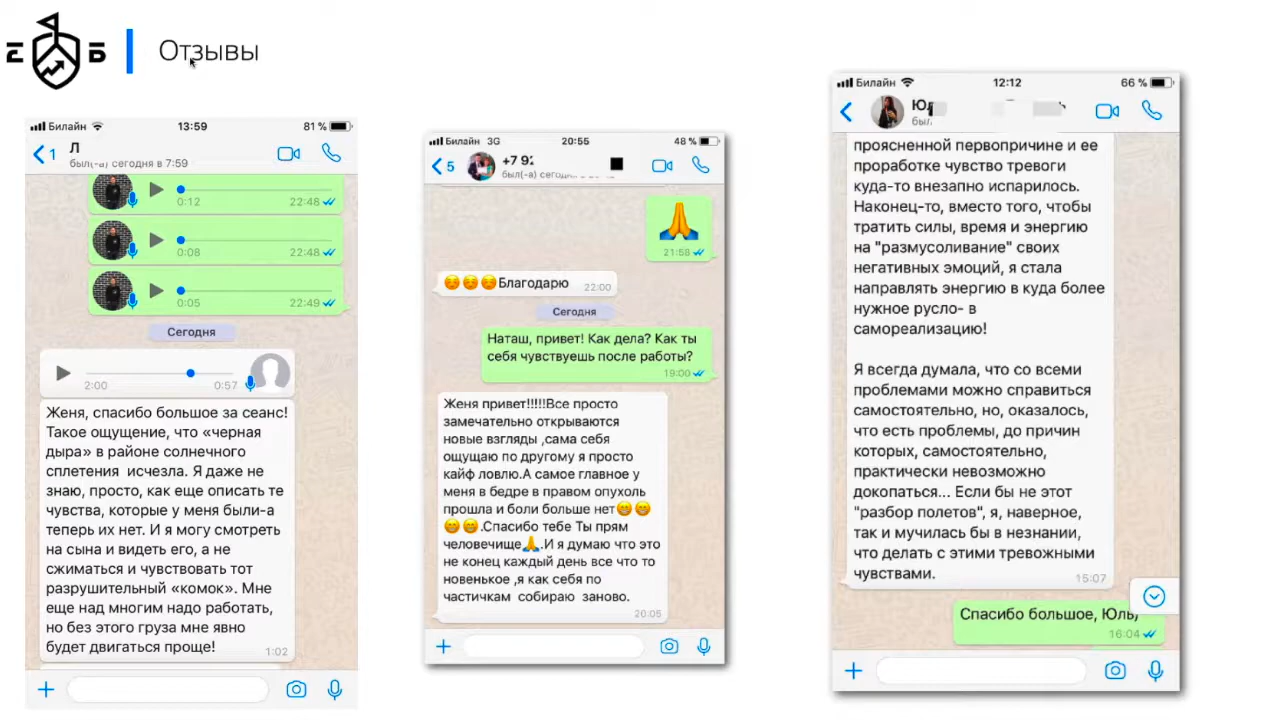 Є Б
Отзывы
Билайн 13:59 81 %
1 Л
был(-а) сегодня в 7:59
0:12 22:48
0:08 22:48
0:05 22:49
Сегодня
2:00 0:57
Женя, спасибо большое за сеанс!
Такое ощущение, что «черная
дыра» в районе солнечного
сплетения исчезла. Я даже не
знаю, просто, как еще описать те
чувства, которые у меня были-а
теперь их нет. И я могу смотреть
на сына и видеть его, а не
сжиматься и чувствовать тот
разрушительный «комок». Мне
еще над многим надо работать,
но без этого груза мне явно
будет двигаться проще!
1:02
Билайн 3G 20:55 48 %
5 +7 92
был(-а) сегодня
21:58
Благодарю 22:00
Сегодня
Наташ, привет! Как дела? Как ты
себя чувствуешь после работы?
19:00
Женя привет!!!!!Все просто
замечательно открываются
новые взгляды ,сама себя
ощущаю по другому я просто
кайф ловлю.А самое главное у
меня в бедре в правом опухоль
прошла и боли больше нет
.Спасибо тебе Ты прям
человечище.И я думаю что это
не конец каждый день все что то
новенькое ,я как себя по
частичкам собираю заново.
20:05
Билайн 12:12 66 %
Юл
был
проясненной первопричине и ее
проработке чувство тревоги
куда-то внезапно испарилось.
Наконец-то, вместо того, чтобы
тратить силы, время и энергию
на "размусоливание" своих
негативных эмоций, я стала
направлять энергию в куда более
нужное русло- в
самореализацию!
Я всегда думала, что со всеми
проблемами можно справиться
самостоятельно, но, оказалось,
что есть проблемы, до причин
которых, самостоятельно,
практически невозможно
докопаться... Если бы не этот
"разбор полетов", я, наверное,
так и мучилась бы в незнании,
что делать с этими тревожными
чувствами.
15:07
Спасибо большое, Юль,
16:04